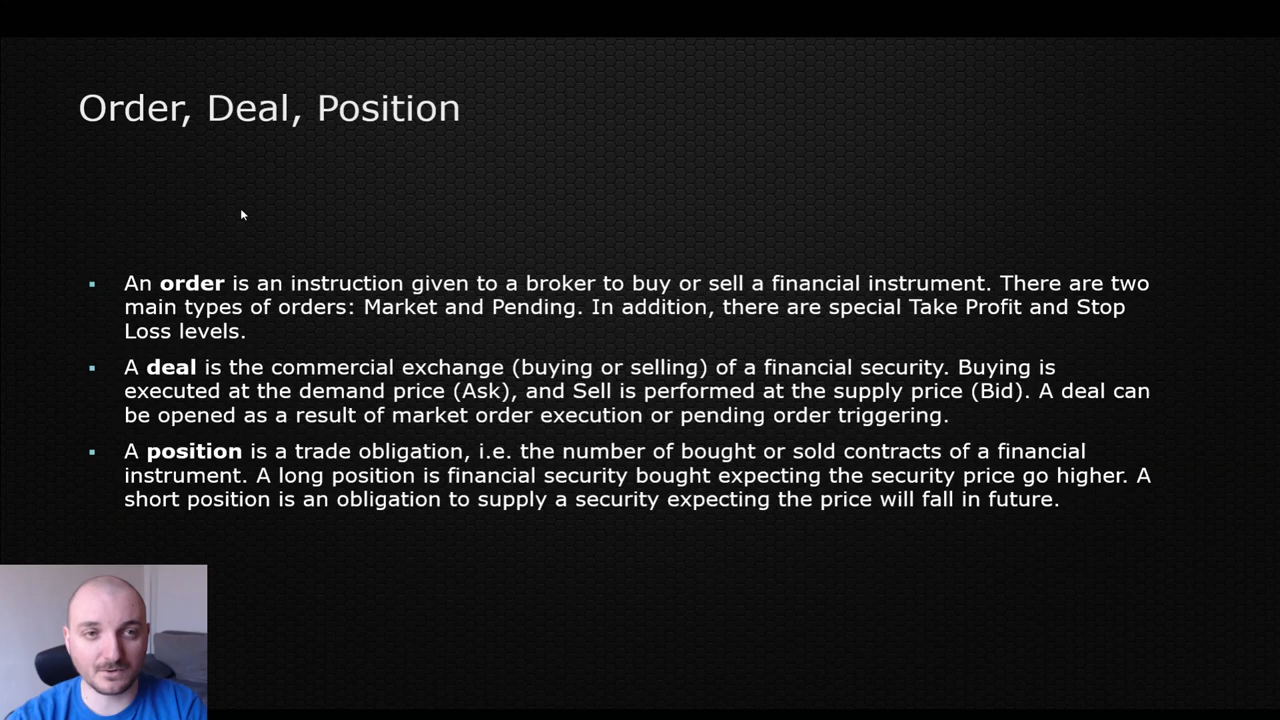 Order, Deal, Position
▪ An order is an instruction given to a broker to buy or sell a financial instrument. There are two
main types of orders: Market and Pending. In addition, there are special Take Profit and Stop
Loss levels.
▪ A deal is the commercial exchange (buying or selling) of a financial security. Buying is
executed at the demand price (Ask), and Sell is performed at the supply price (Bid). A deal can
be opened as a result of market order execution or pending order triggering.
▪ A position is a trade obligation, i.e. the number of bought or sold contracts of a financial
instrument. A long position is financial security bought expecting the security price go higher. A
short position is an obligation to supply a security expecting the price will fall in future.